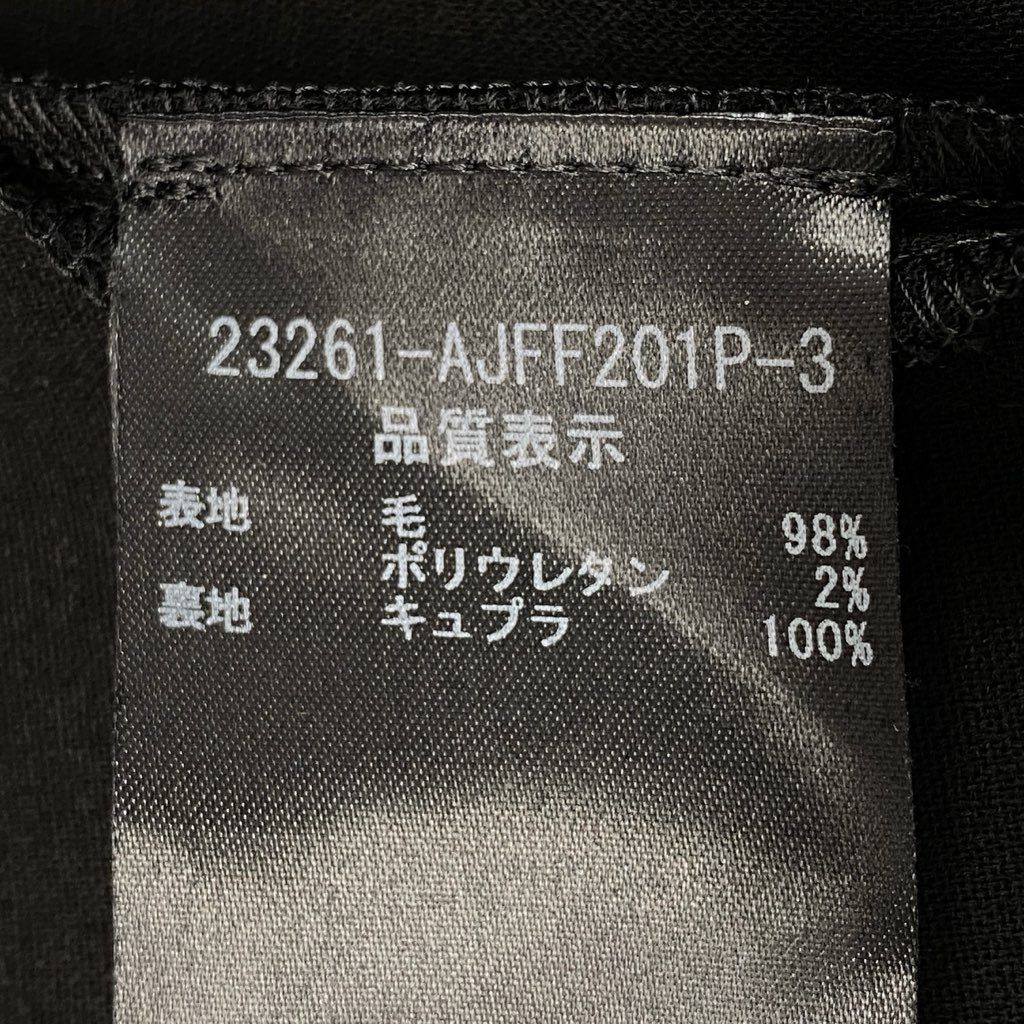 23261-AJFF201P-3
品質表示
表地 毛 98%
ポリウレタン 2%
裏地 キュプラ 100%